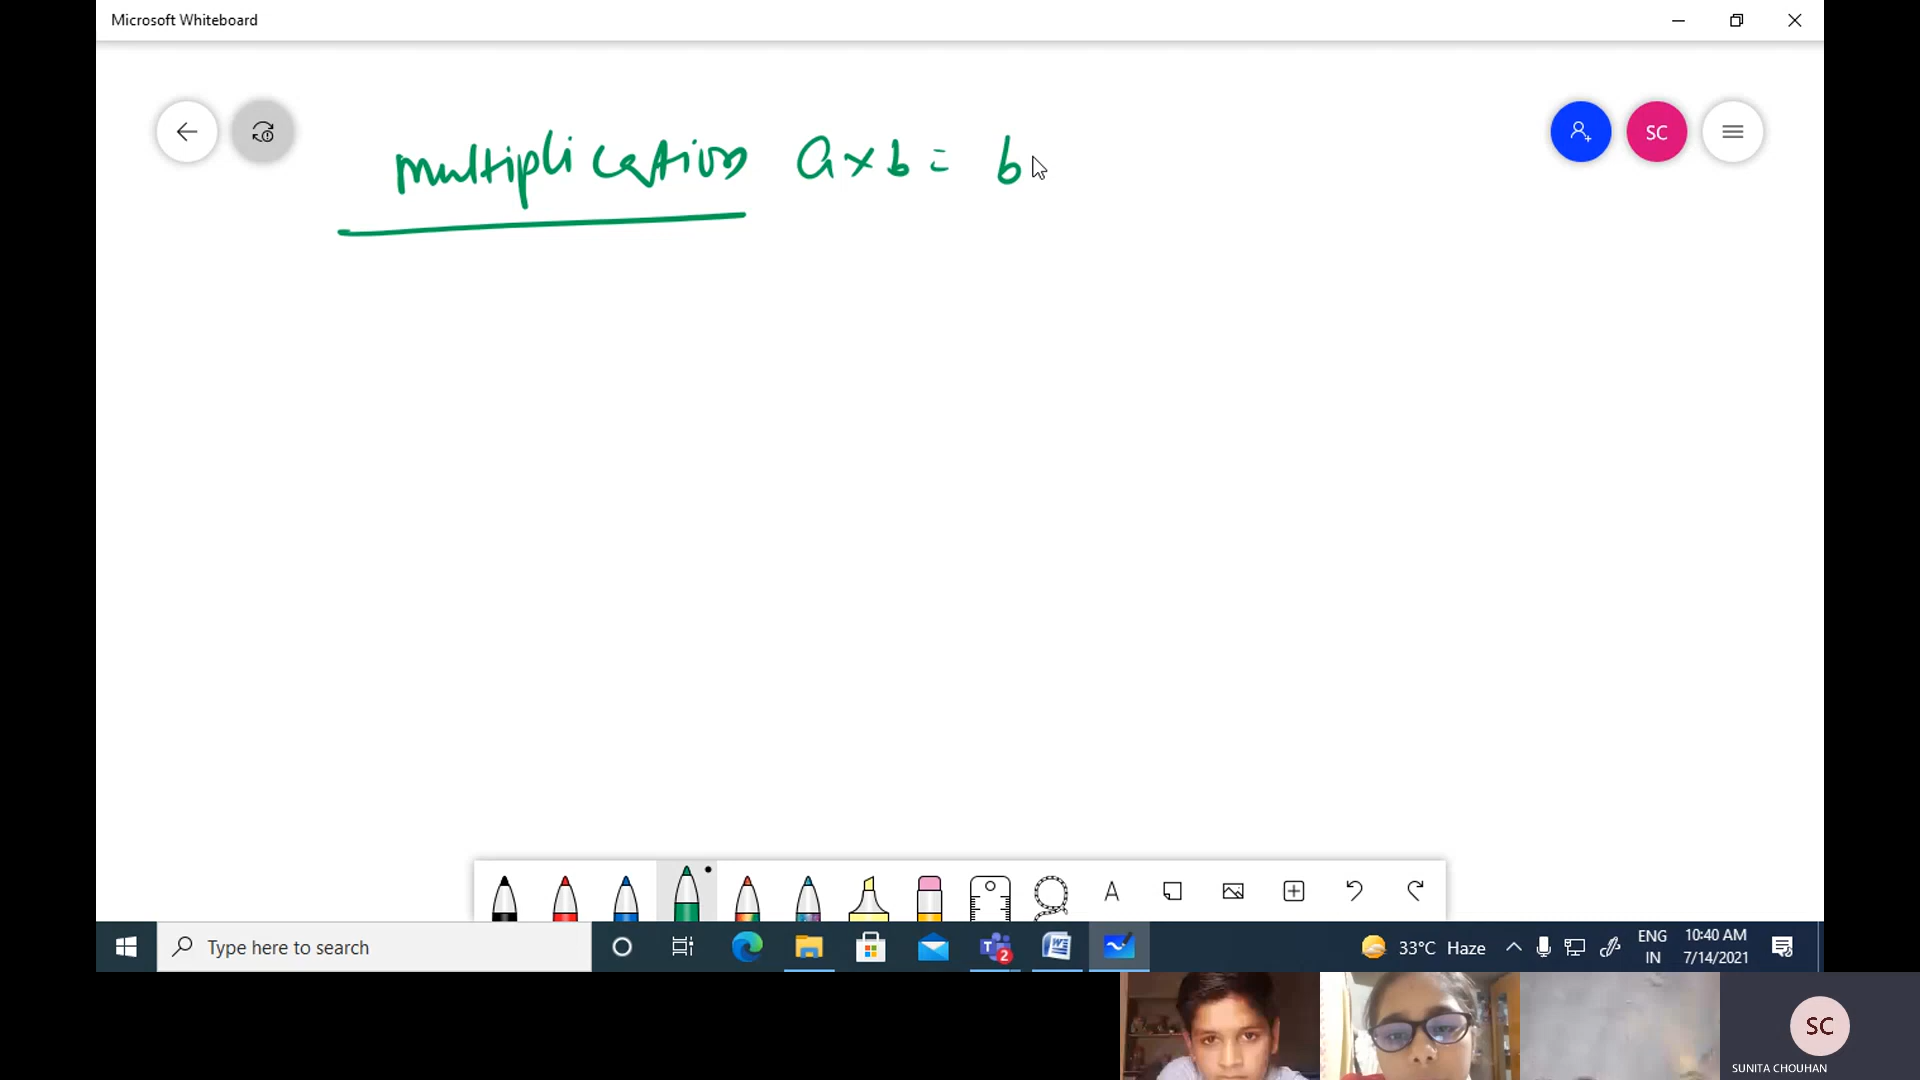 Microsoft Whiteboard
multiplication a × b = b
SC
A
Type here to search
2
33°C Haze
ENG
IN
10:40 AM
7/14/2021
SC
SUNITA CHOUHAN